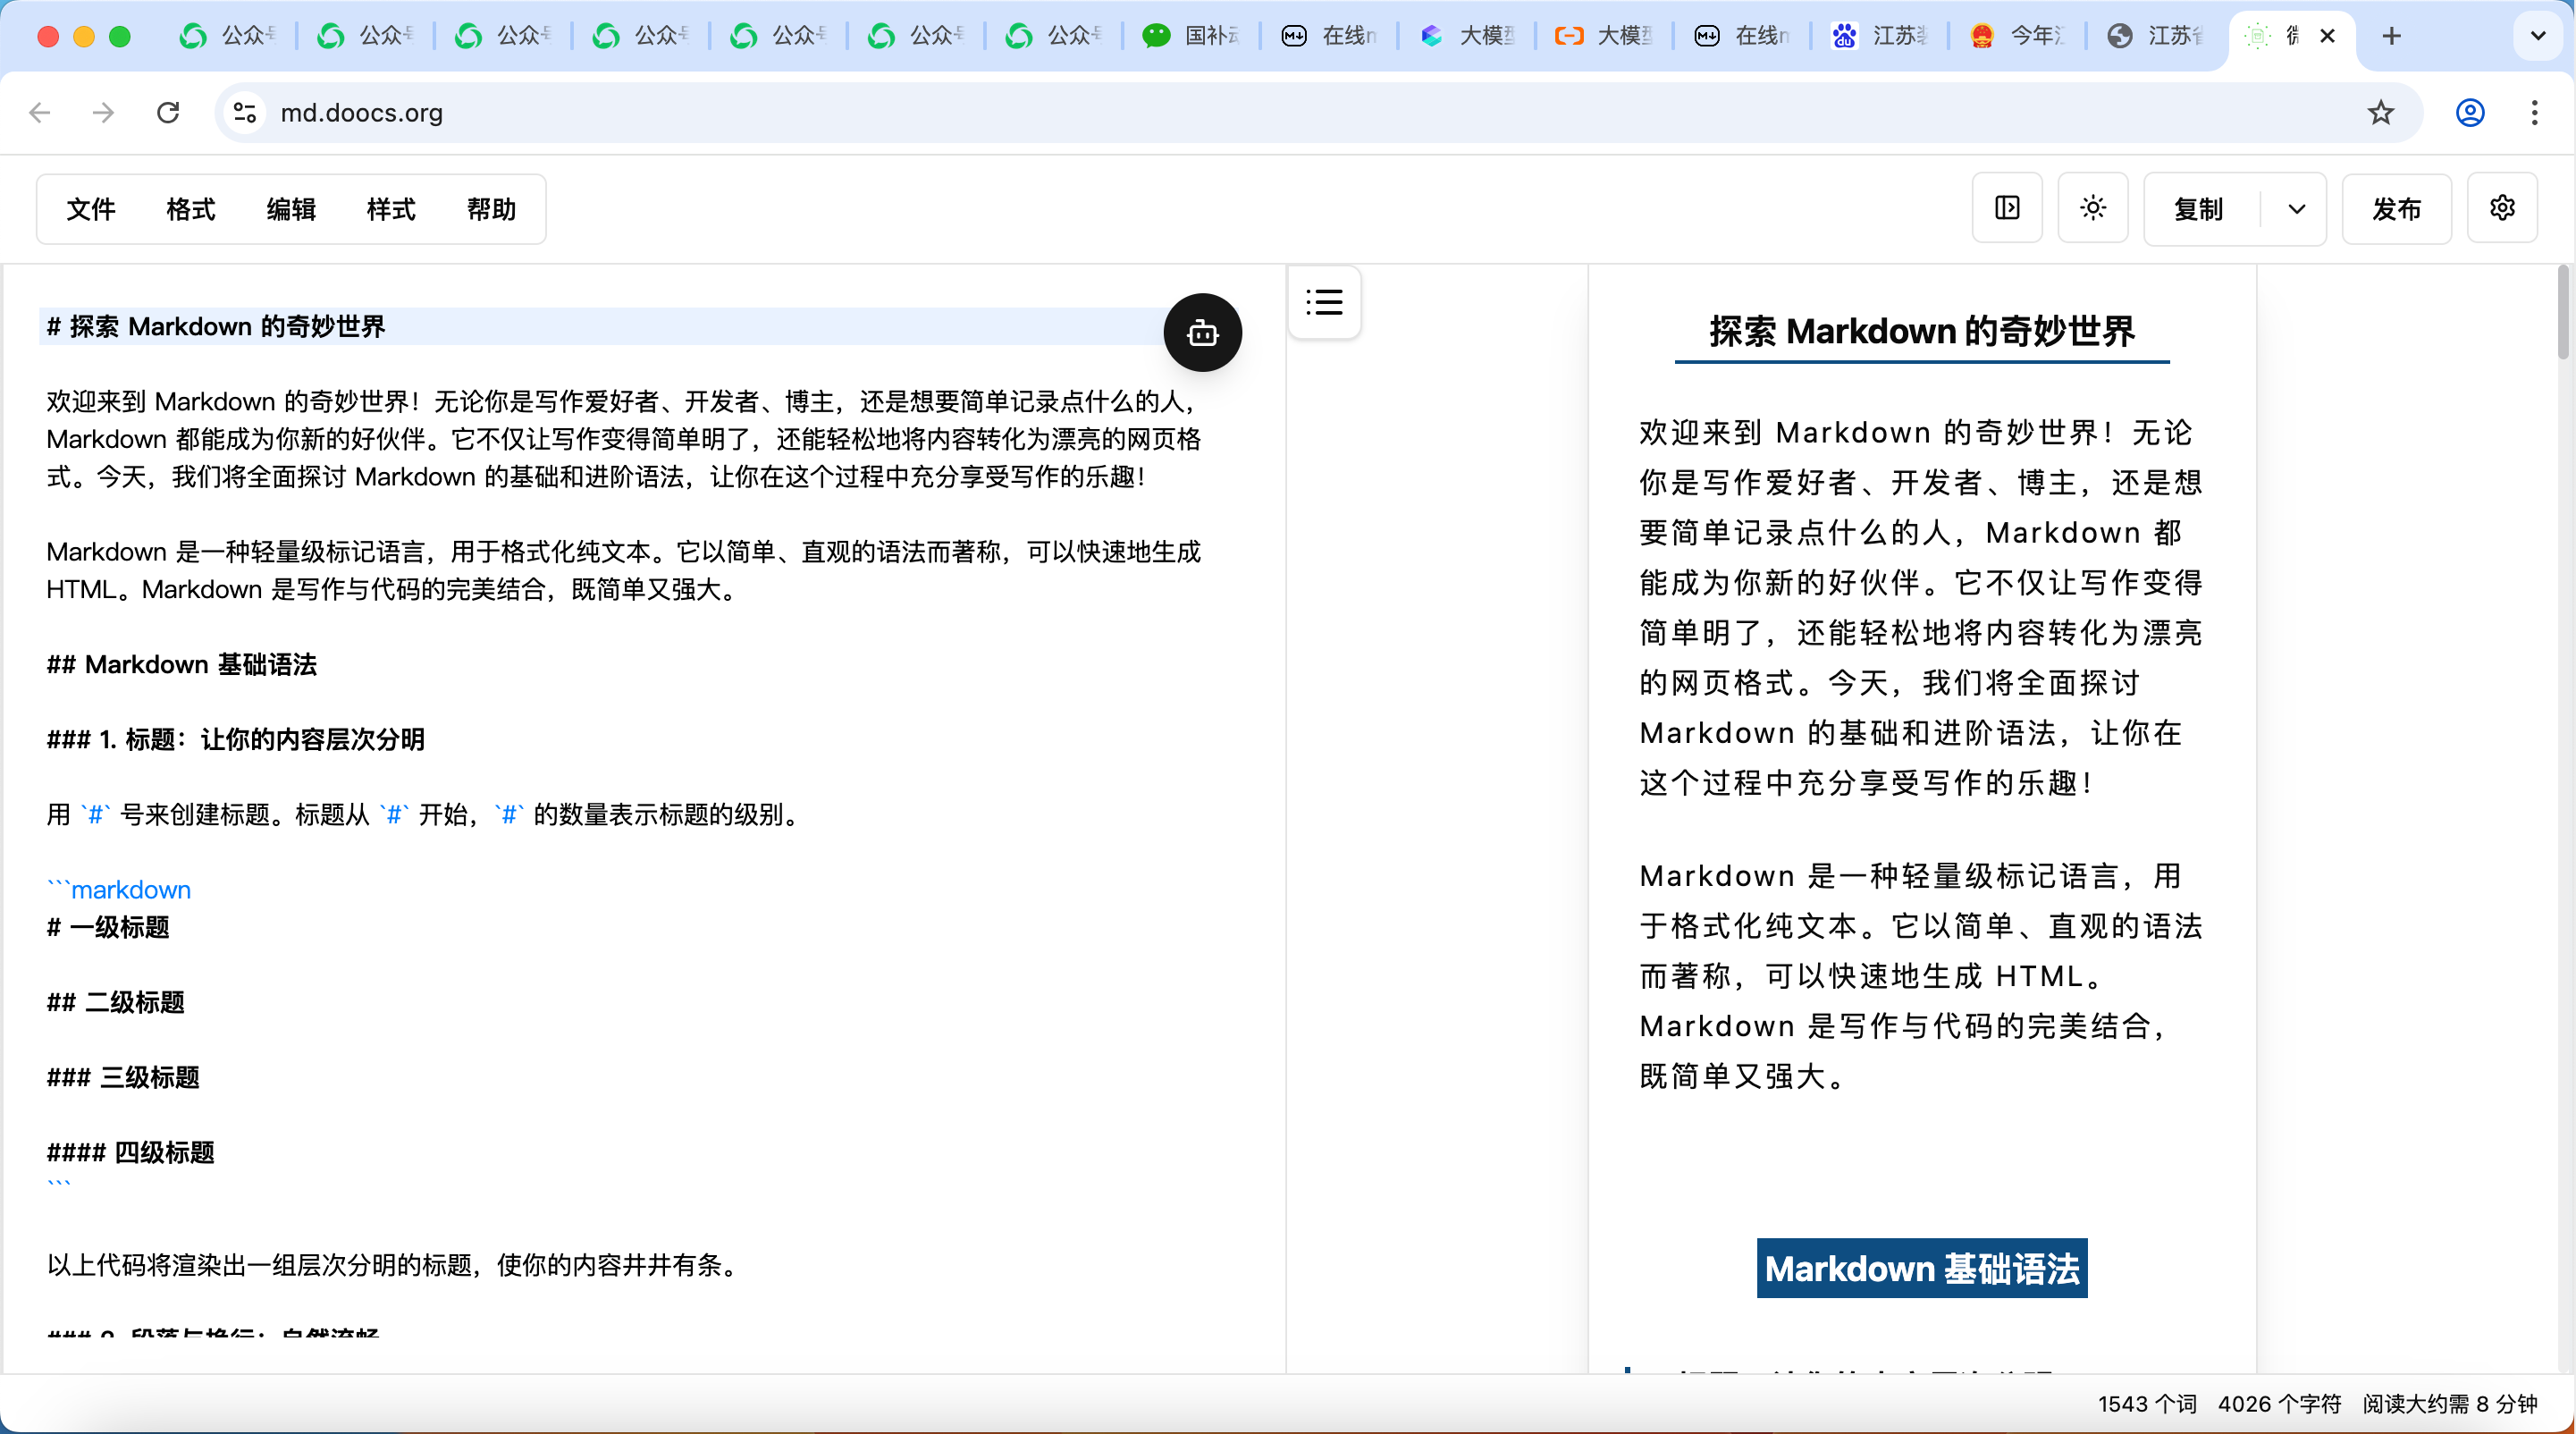 公众号
公众号
公众号
公众号
公众号
公众号
公众号
国补
在线
大模型
大模型
在线
江苏
今年
江苏省
微
md.doocs.org
文件 格式 编辑 样式 帮助
复制 发布
# 探索 Markdown 的奇妙世界
欢迎来到 Markdown 的奇妙世界！无论你是写作爱好者、开发者、博主，还是想要简单记录点什么的人，
Markdown 都能成为你新的好伙伴。它不仅让写作变得简单明了，还能轻松地将内容转化为漂亮的网页格
式。今天，我们将全面探讨 Markdown 的基础和进阶语法，让你在这个过程中充分享受写作的乐趣！
Markdown 是一种轻量级标记语言，用于格式化纯文本。它以简单、直观的语法而著称，可以快速地生成
HTML。Markdown 是写作与代码的完美结合，既简单又强大。
## Markdown 基础语法
### 1. 标题：让你的内容层次分明
用 `#` 号来创建标题。标题从 `#` 开始，`#` 的数量表示标题的级别。
```markdown
# 一级标题
## 二级标题
### 三级标题
#### 四级标题
```
以上代码将渲染出一组层次分明的标题，使你的内容井井有条。
### 2. 段落与换行：自然流畅
探索 Markdown 的奇妙世界
欢迎来到 Markdown 的奇妙世界！无论
你是写作爱好者、开发者、博主，还是想
要简单记录点什么的人，Markdown 都
能成为你新的好伙伴。它不仅让写作变得
简单明了，还能轻松地将内容转化为漂亮
的网页格式。今天，我们将全面探讨
Markdown 的基础和进阶语法，让你在
这个过程中充分享受写作的乐趣！
Markdown 是一种轻量级标记语言，用
于格式化纯文本。它以简单、直观的语法
而著称，可以快速地生成 HTML。
Markdown 是写作与代码的完美结合，
既简单又强大。
Markdown 基础语法
1543 个词 4026 个字符 阅读大约需 8 分钟